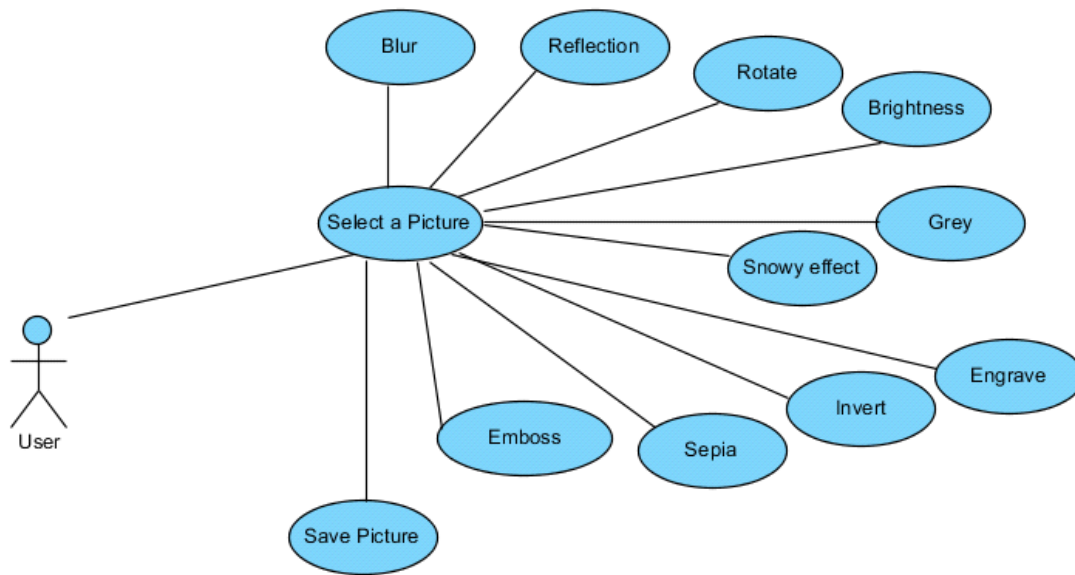 Blur
Reflection
Rotate
Brightness
Select a Picture
Grey
Snowy effect
Engrave
Invert
User
Emboss
Sepia
Save Picture